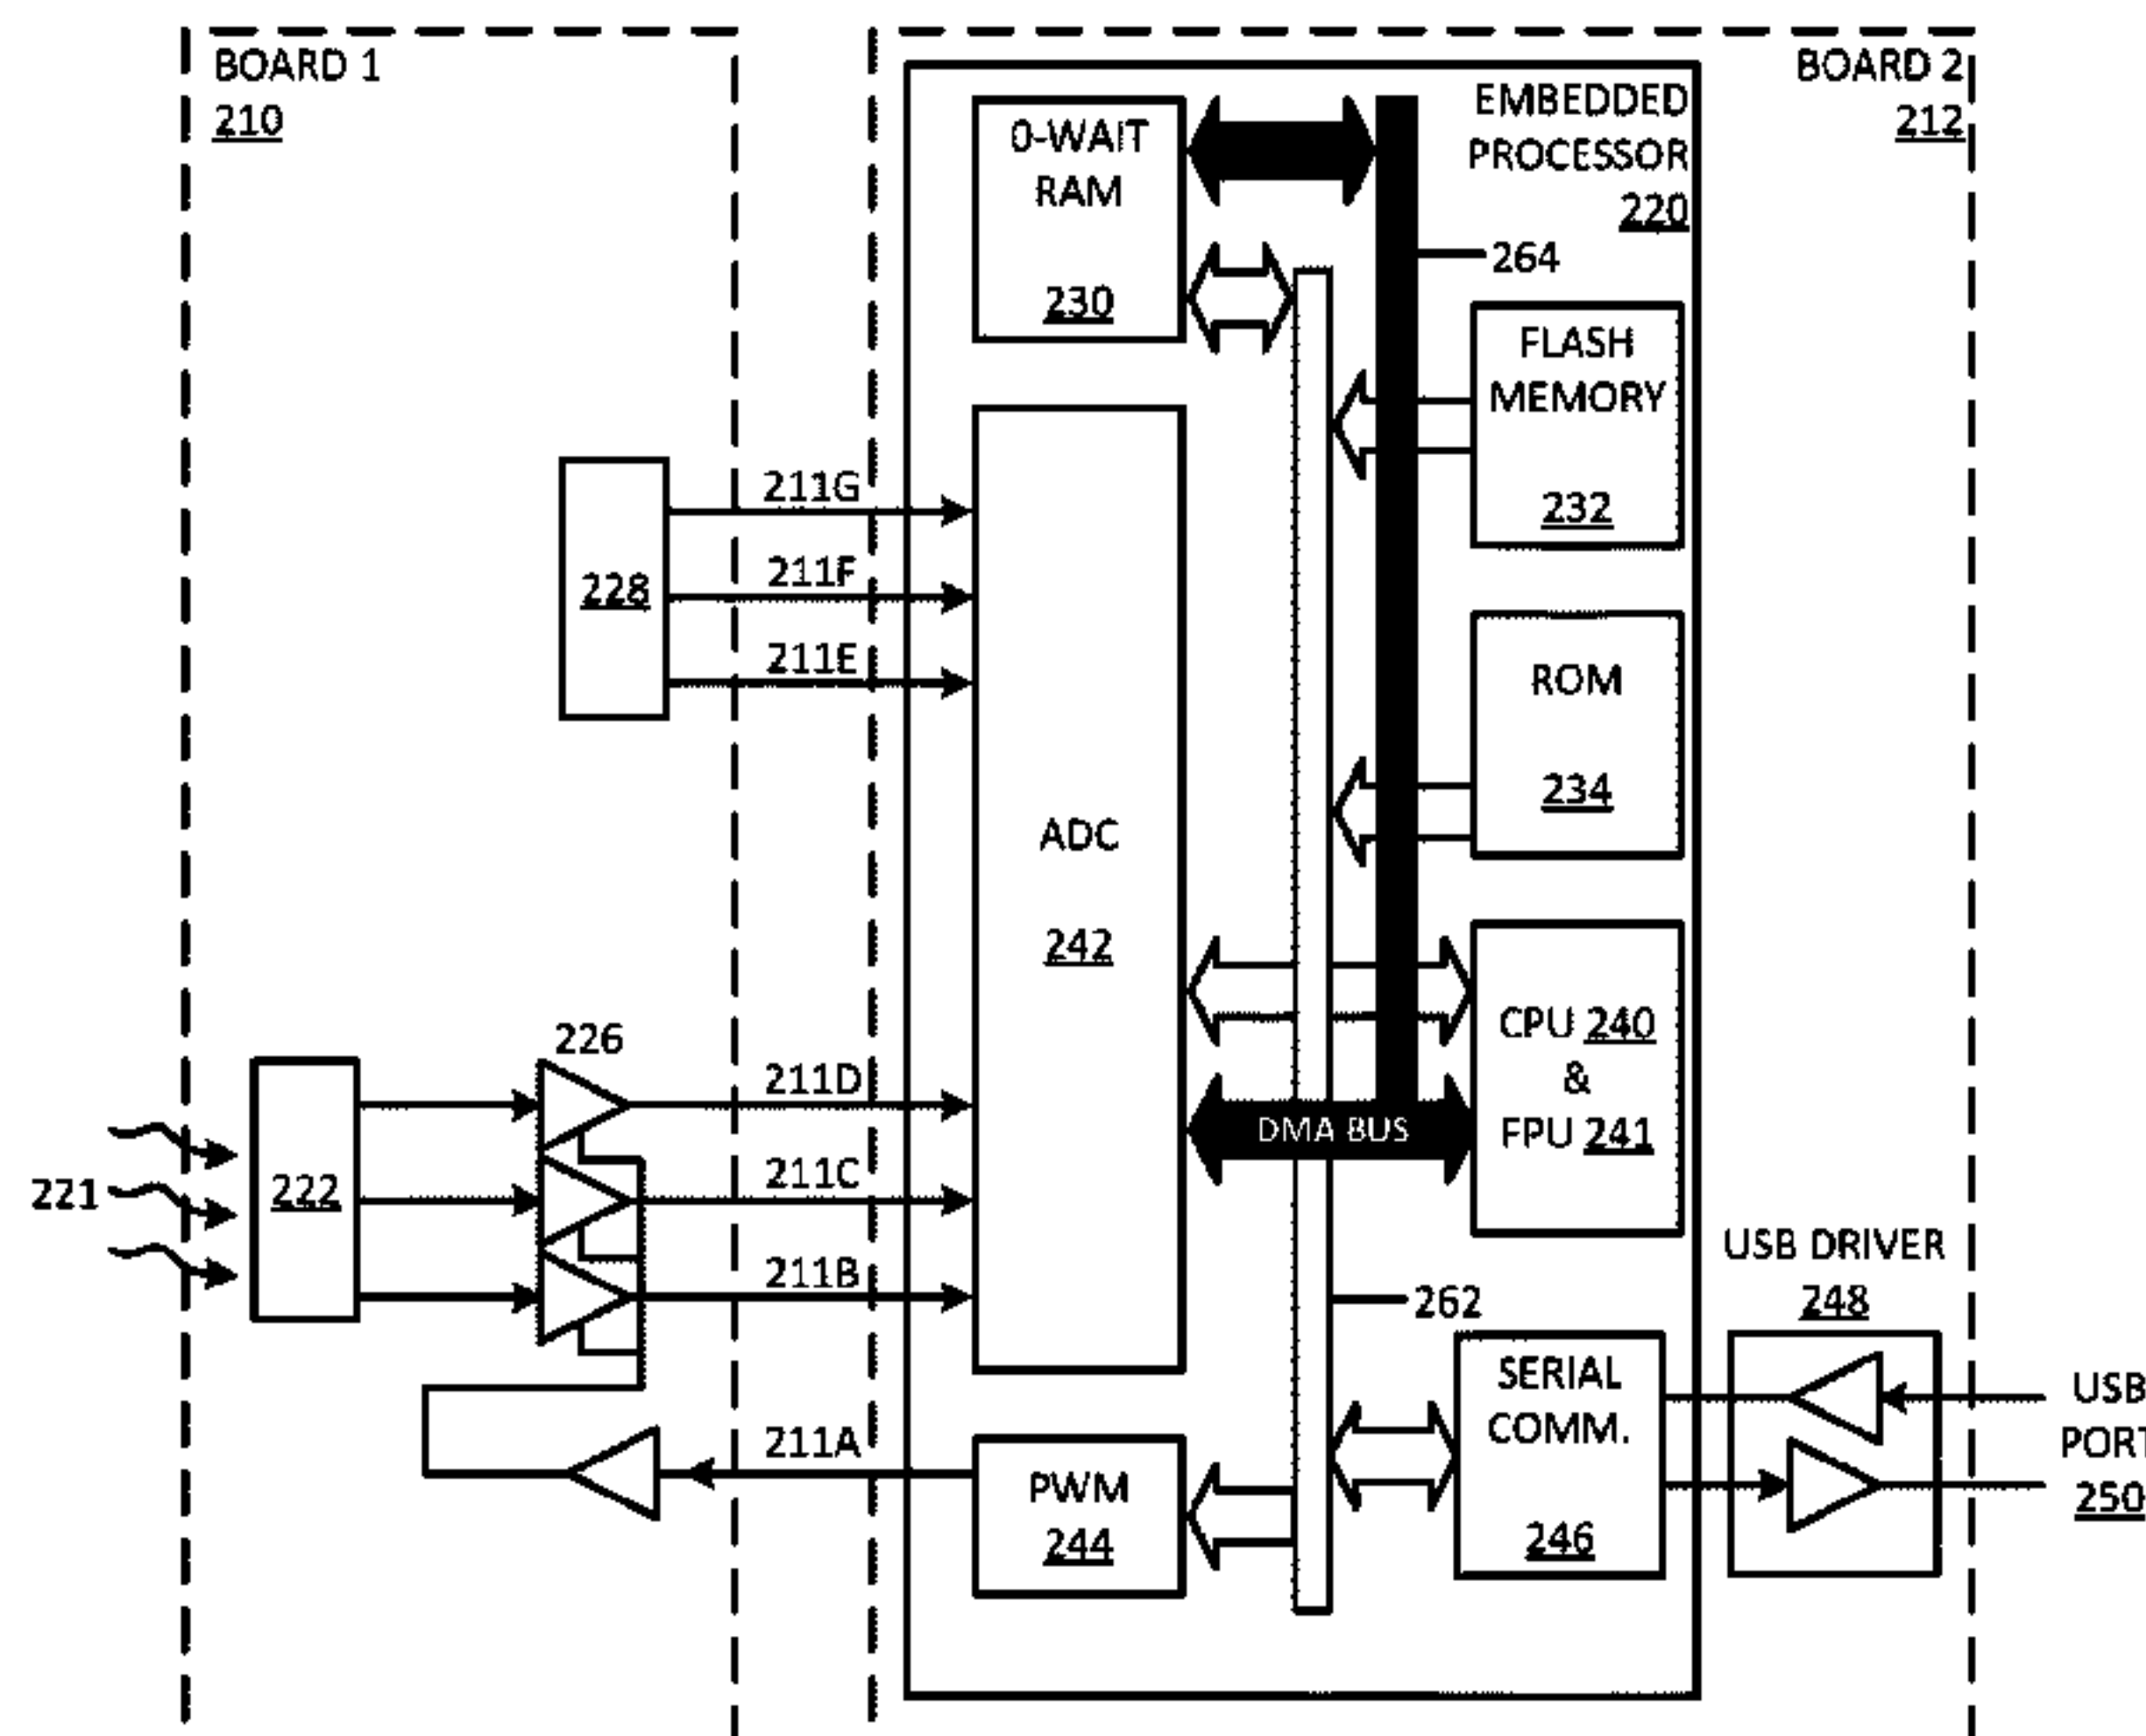 BOARD 1
210
BOARD 2
212
EMBEDDED
PROCESSOR
220
0-WAIT
RAM
230
264
FLASH
MEMORY
232
211G
211F
211E
228
ROM
234
ADC
242
226
CPU 240
&
FPU 241
211D
DMA BUS
211C
221
222
211B
USB DRIVER
248
262
SERIAL
COMM.
246
USB
PORT
250
211A
PWM
244